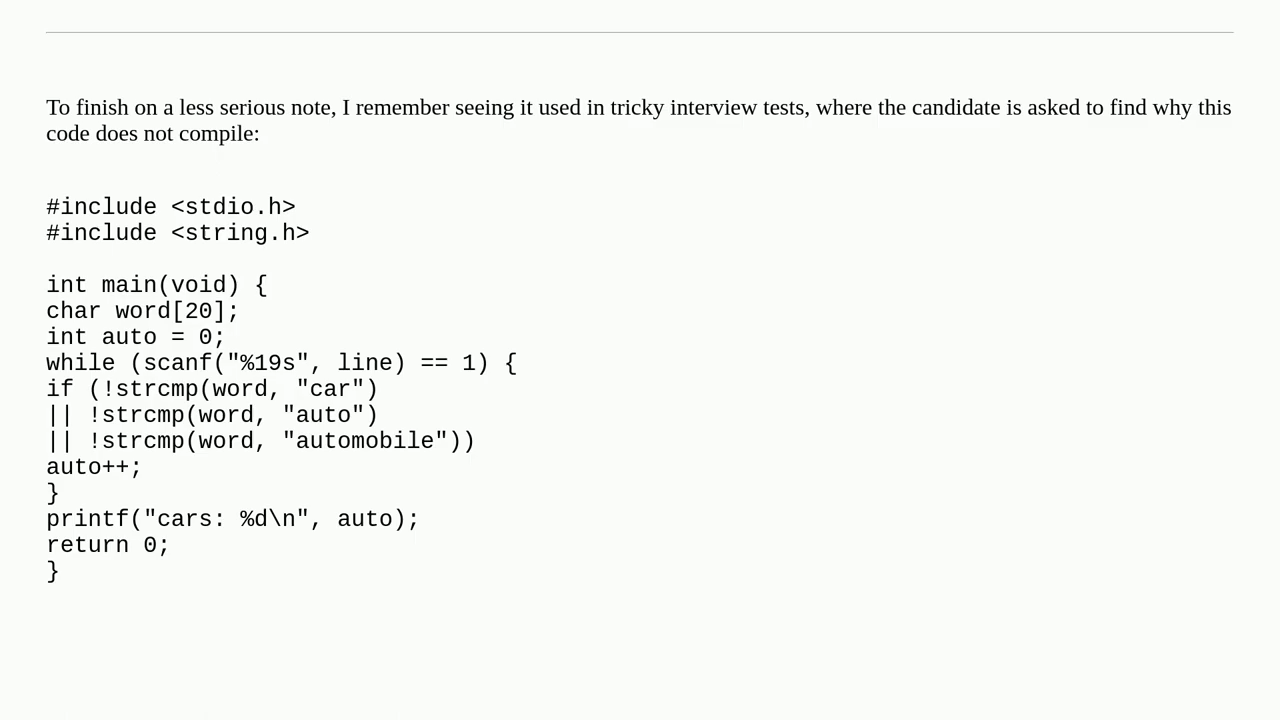 To finish on a less serious note, I remember seeing it used in tricky interview tests, where the candidate is asked to find why this
code does not compile:
#include <stdio.h>
#include <string.h>
int main(void) {
char word[20];
int auto = 0;
while (scanf("%19s", line) == 1) {
if (!strcmp(word, "car")
|| !strcmp(word, "auto")
|| !strcmp(word, "automobile"))
auto++;
}
printf("cars: %d\n", auto);
return 0;
}